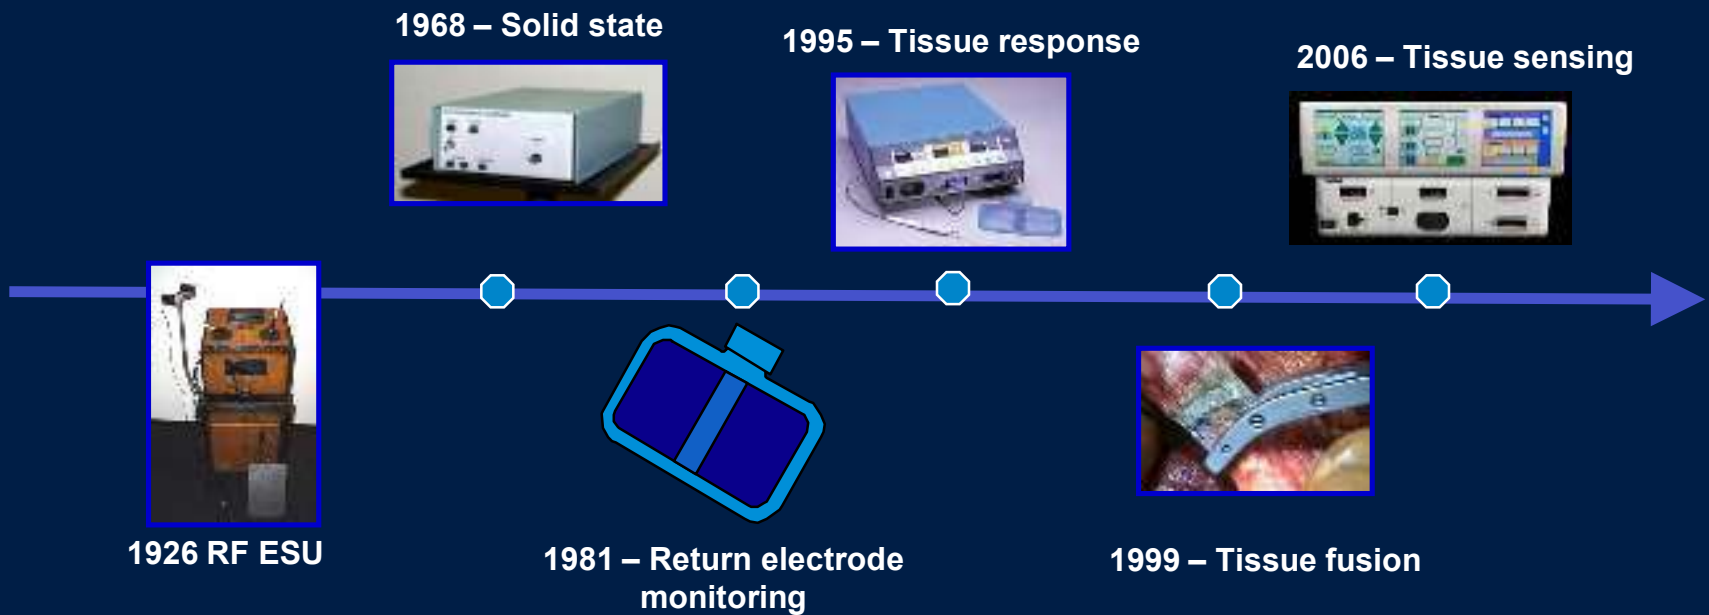 1968 – Solid state
1995 – Tissue response
2006 – Tissue sensing
1926 RF ESU
1981 – Return electrode
monitoring
1999 – Tissue fusion